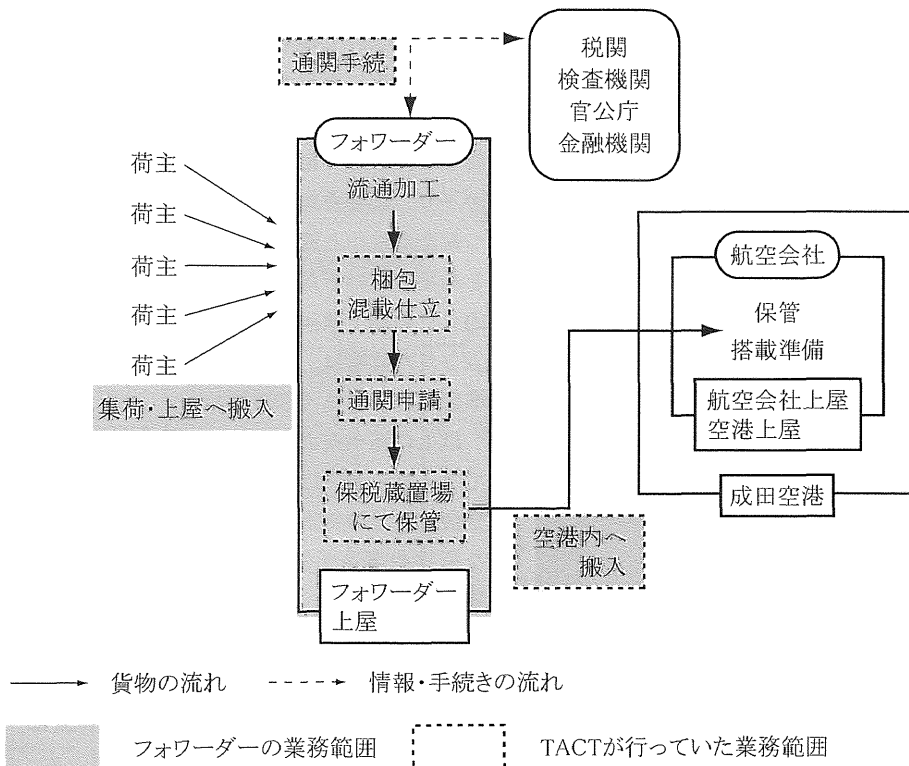 通関手続
税関
検査機関
官公庁
金融機関
フォワーダー
流通加工
荷主
荷主
荷主
荷主
荷主
集荷・上屋へ搬入
梱包
混載仕立
通関申請
保税蔵置場
にて保管
フォワーダー
上屋
空港内へ
搬入
航空会社
保管
搭載準備
航空会社上屋
空港上屋
成田空港
貨物の流れ
情報・手続きの流れ
フォワーダーの業務範囲
TACTが行っていた業務範囲